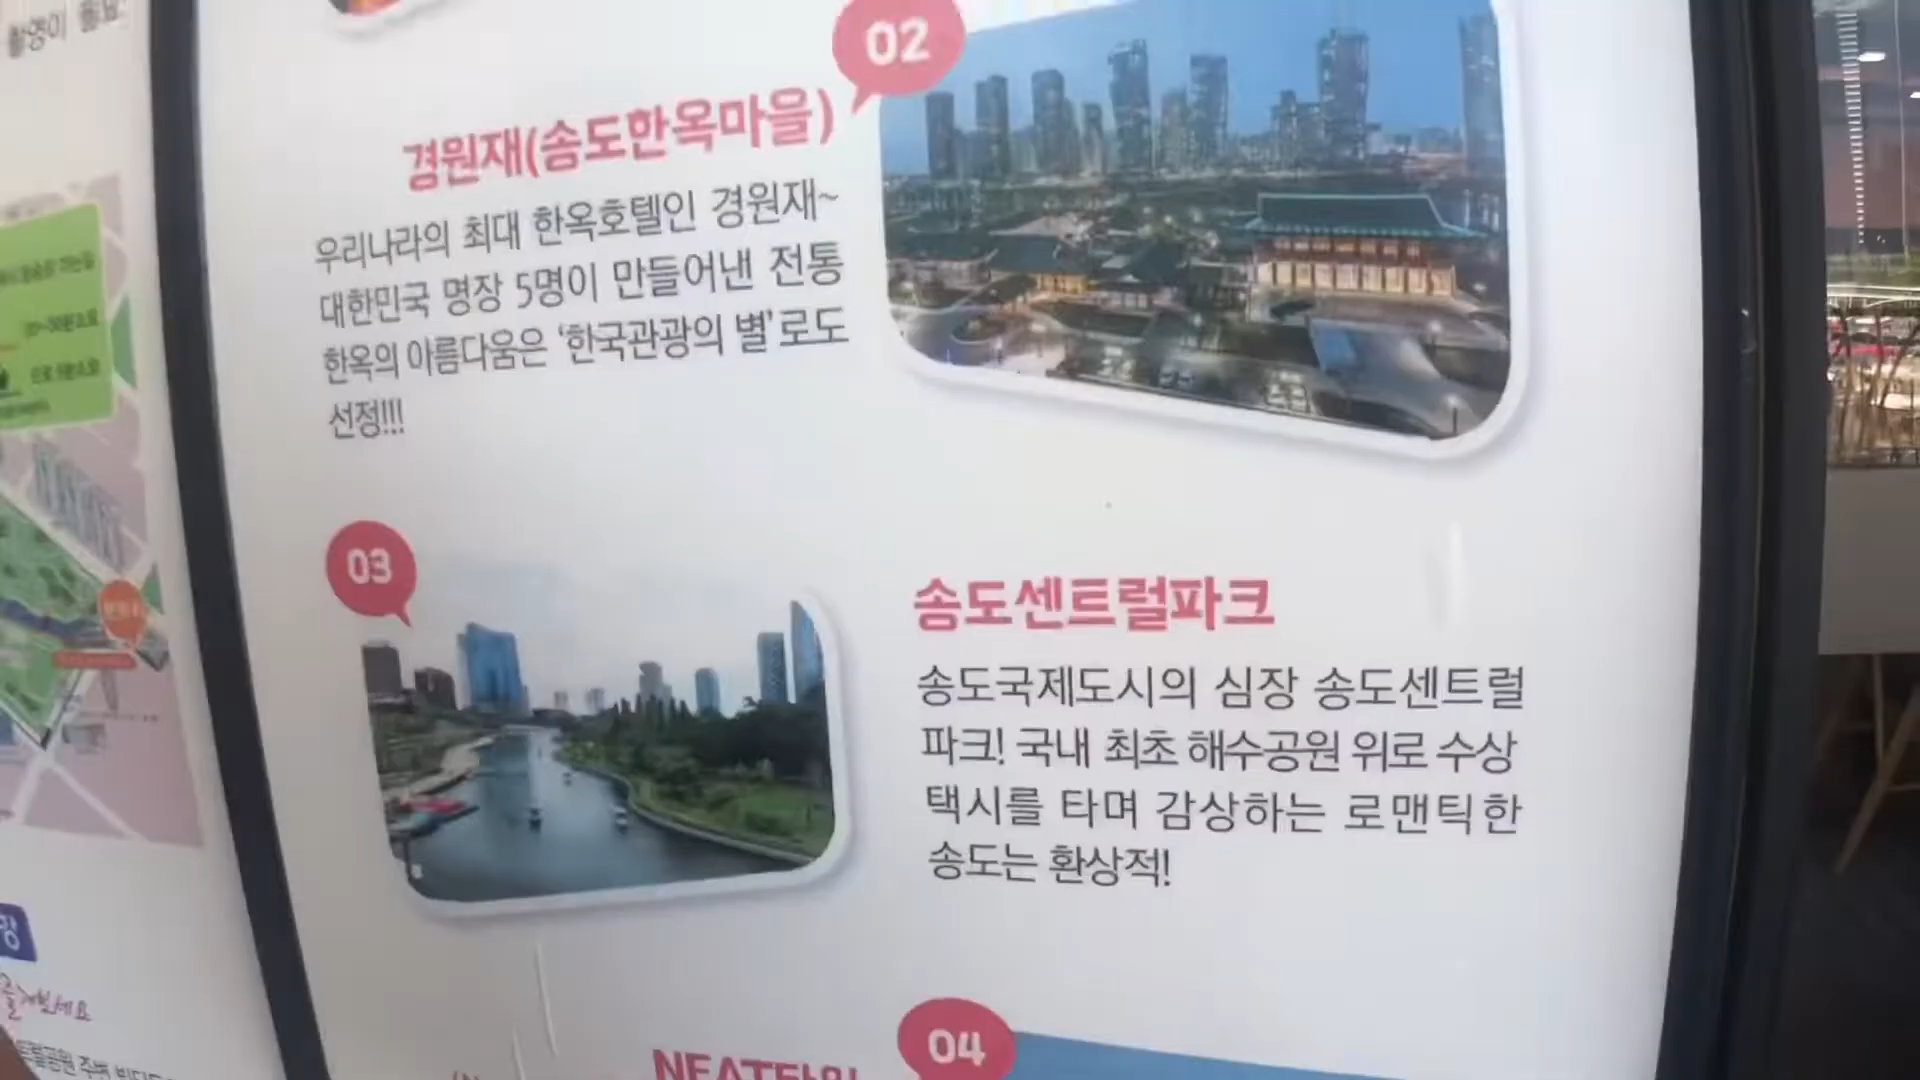 촬영이
02
경원재(송도한옥마을)
우리나라의 최대 한옥호텔인 경원재~
대한민국 명장 5명이 만들어낸 전통
한옥의 아름다움은 '한국관광의 별'로도
선정!!!
03
송도센트럴파크
송도국제도시의 심장 송도센트럴
파크! 국내 최초 해수공원 위로 수상
택시를 타며 감상하는 로맨틱한
송도는 환상적!
04